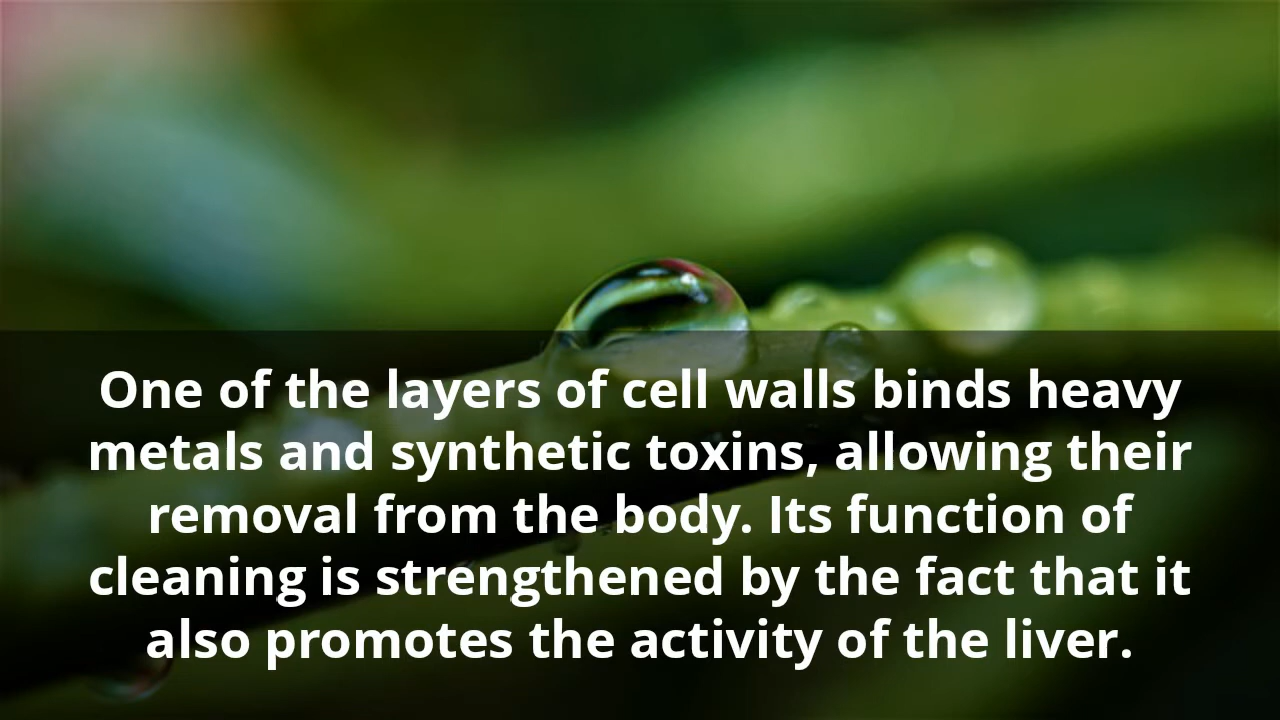 One of the layers of cell walls binds heavy
metals and synthetic toxins, allowing their
removal from the body. Its function of
cleaning is strengthened by the fact that it
also promotes the activity of the liver.